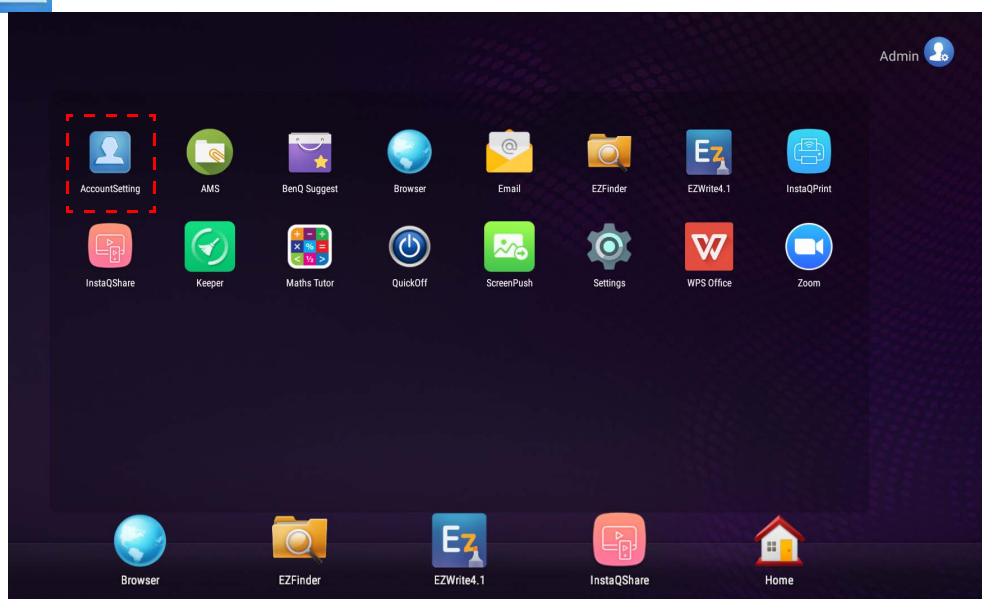 Admin
AccountSetting AMS BenQ Suggest Browser Email EZFinder EZWrite4.1 InstaQPrint
InstaQShare Keeper Maths Tutor QuickOff ScreenPush Settings WPS Office Zoom
Browser EZFinder EZWrite4.1 InstaQShare Home